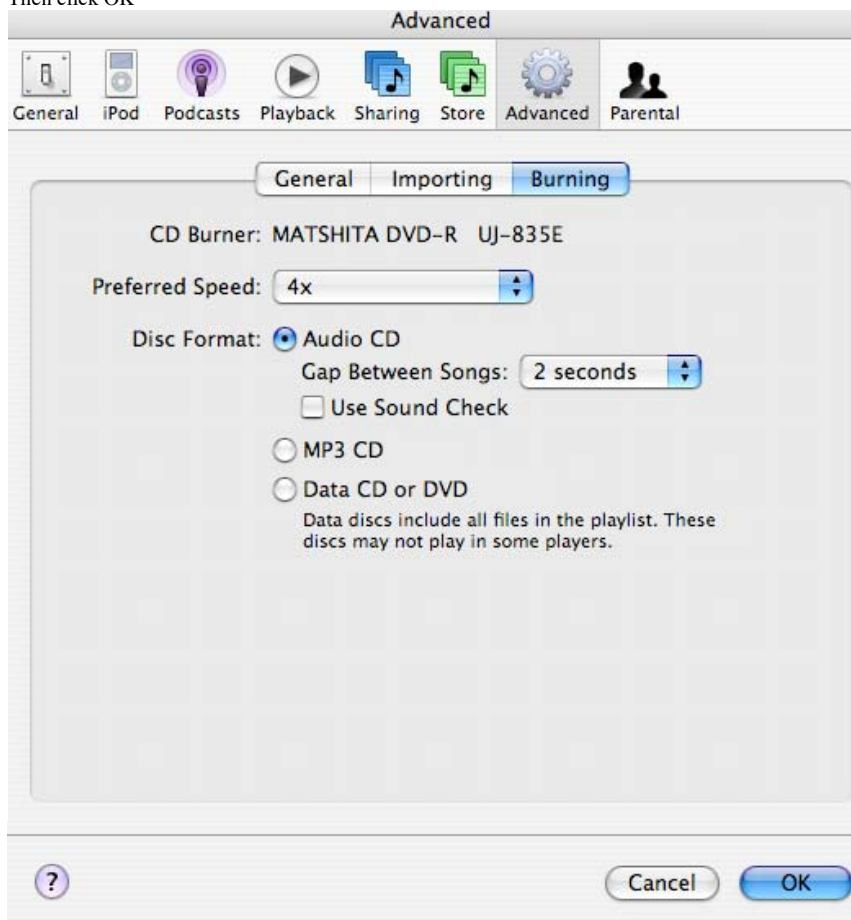 Then click OK
Advanced
General iPod Podcasts Playback Sharing Store Advanced Parental
General Importing Burning
CD Burner: MATSHITA DVD-R UJ-835E
Preferred Speed: 4x
Disc Format: Audio CD
Gap Between Songs: 2 seconds
Use Sound Check
MP3 CD
Data CD or DVD
Data discs include all files in the playlist. These
discs may not play in some players.
? Cancel OK